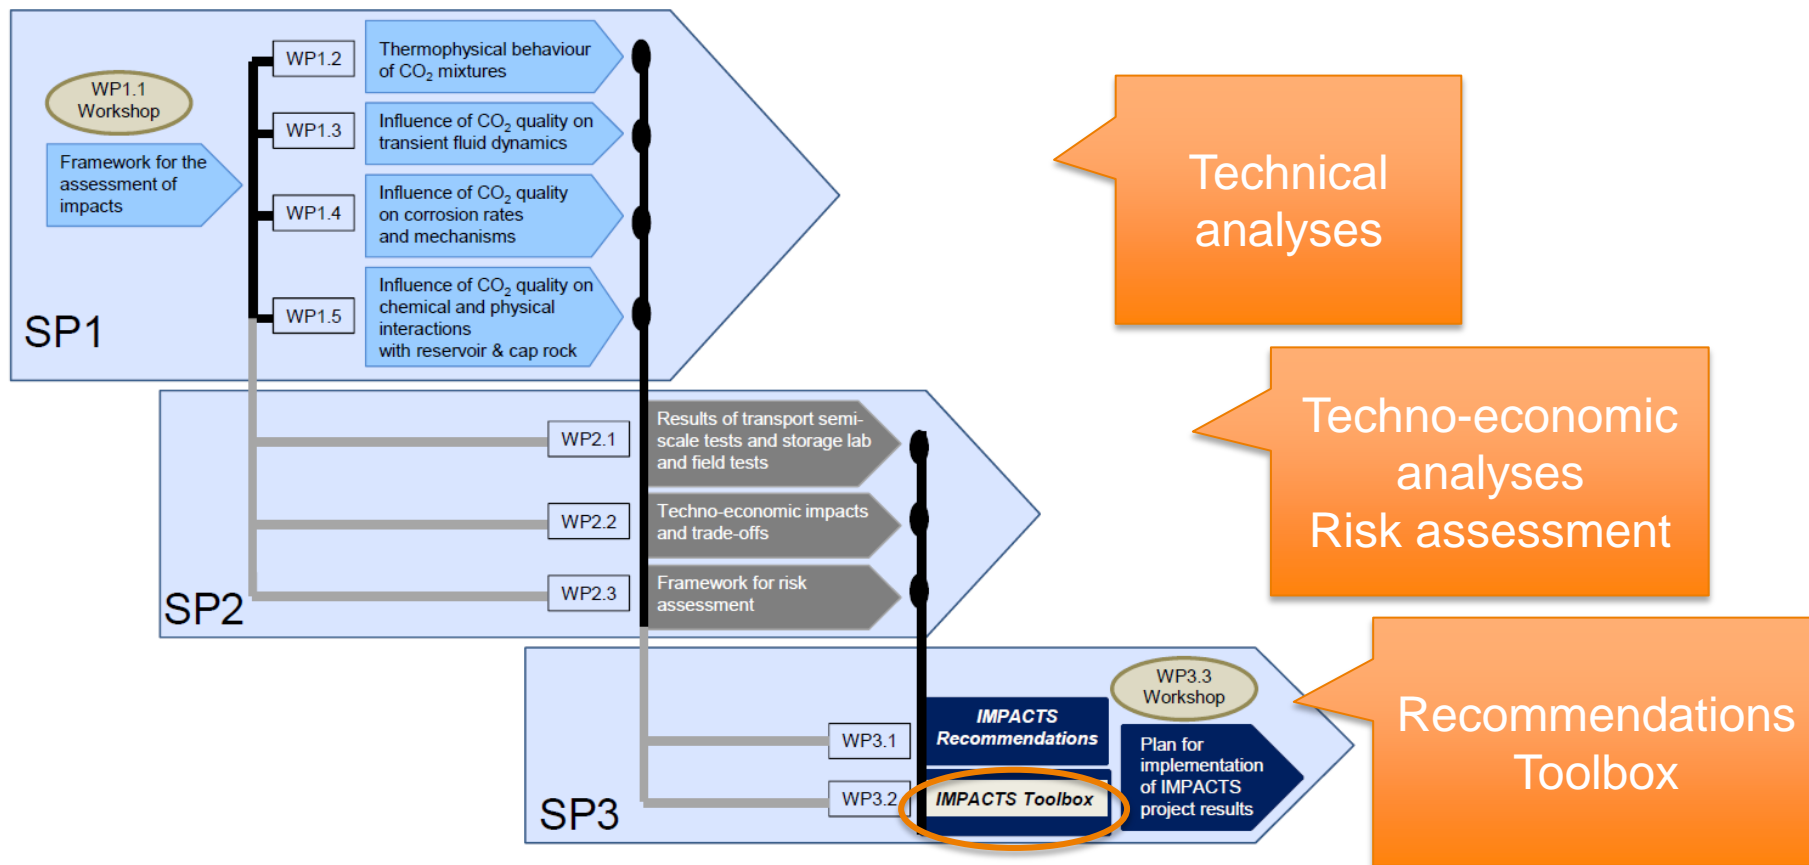 WP1.1
Workshop
Framework for the
assessment of
impacts
WP1.2
Thermophysical behaviour
of CO₂ mixtures
WP1.3
Influence of CO₂ quality on
transient fluid dynamics
WP1.4
Influence of CO₂ quality
on corrosion rates
and mechanisms
WP1.5
Influence of CO₂ quality on
chemical and physical
interactions
with reservoir & cap rock
SP1
Technical
analyses
WP2.1
Results of transport semi-
scale tests and storage lab
and field tests
WP2.2
Techno-economic impacts
and trade-offs
WP2.3
Framework for risk
assessment
SP2
Techno-economic
analyses
Risk assessment
WP3.1
IMPACTS
Recommendations
WP3.2
IMPACTS Toolbox
WP3.3
Workshop
Plan for
implementation
of IMPACTS
project results
SP3
Recommendations
Toolbox